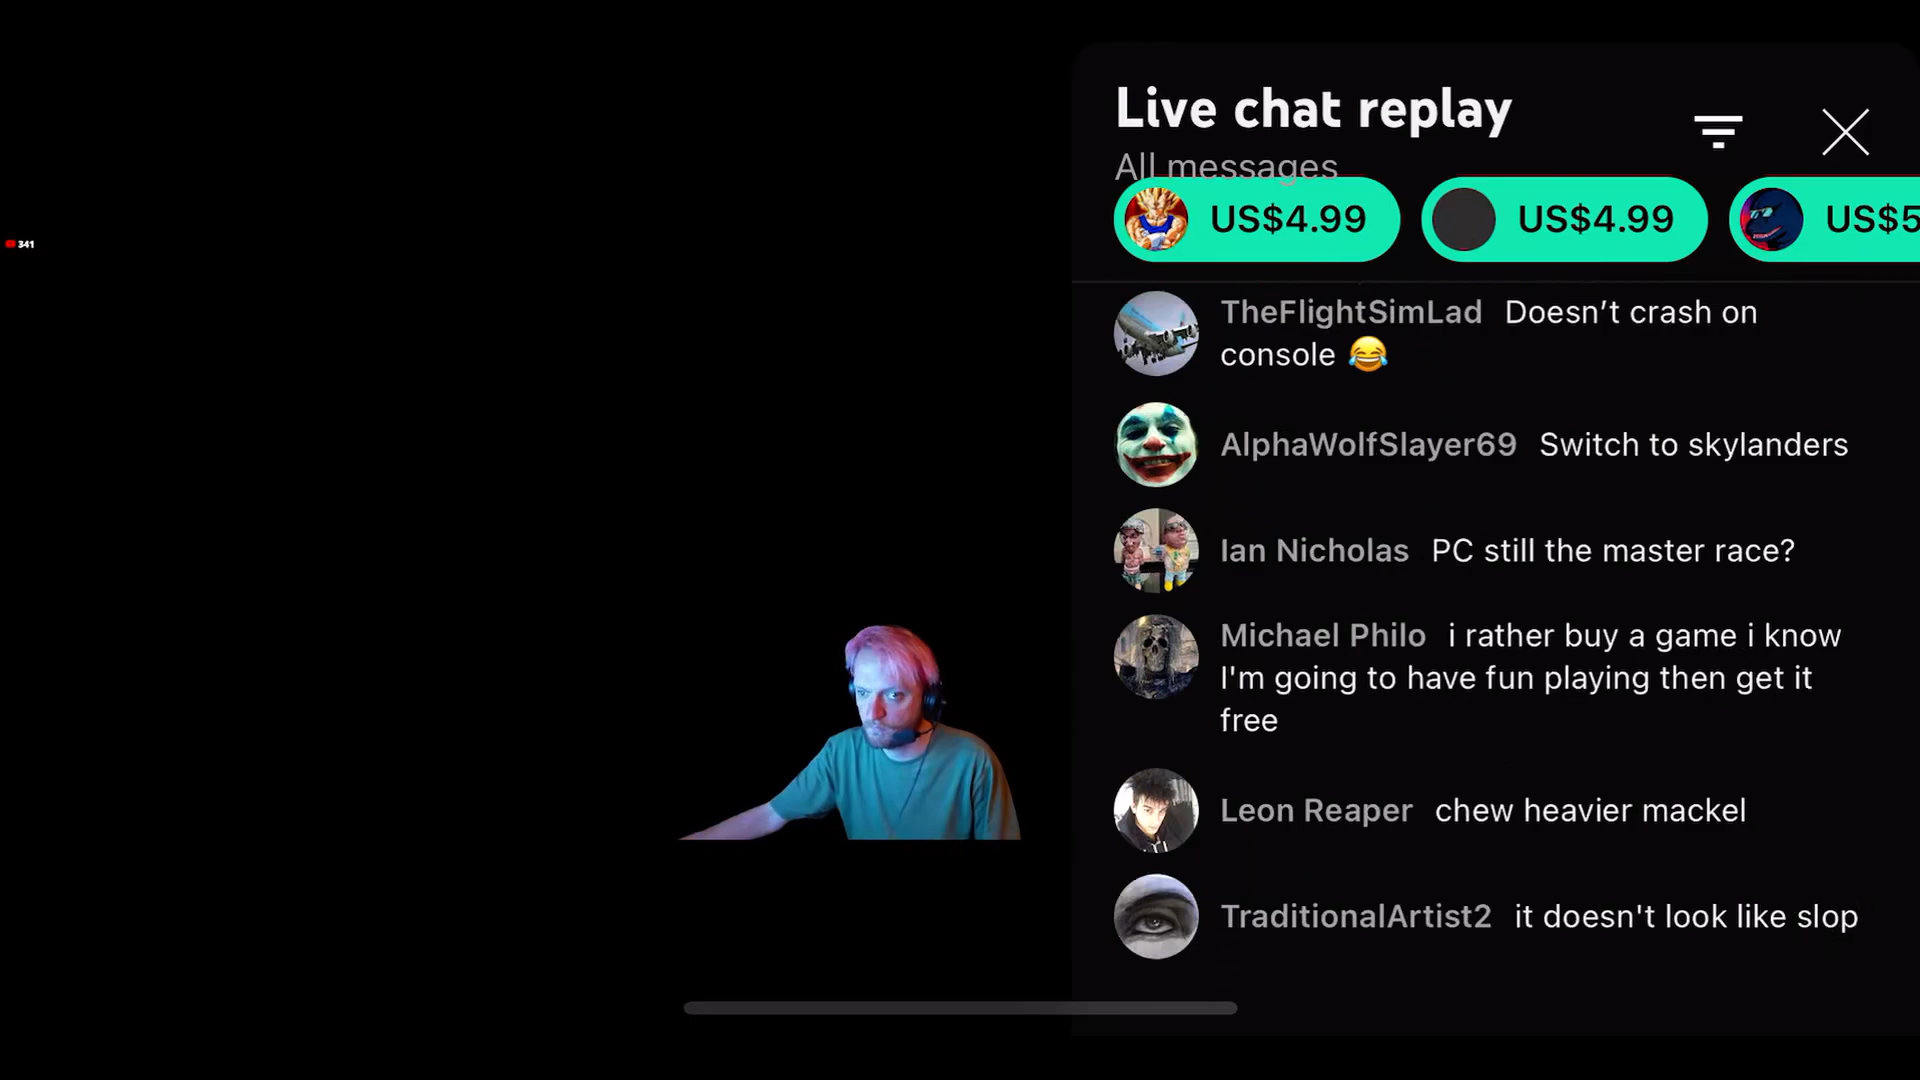 Live chat replay
All messages
US$4.99
US$4.99
US$5
341
TheFlightSimLad Doesn’t crash on
console 😂
AlphaWolfSlayer69 Switch to skylanders
Ian Nicholas PC still the master race?
Michael Philo i rather buy a game i know
I'm going to have fun playing then get it
free
Leon Reaper chew heavier mackel
TraditionalArtist2 it doesn't look like slop